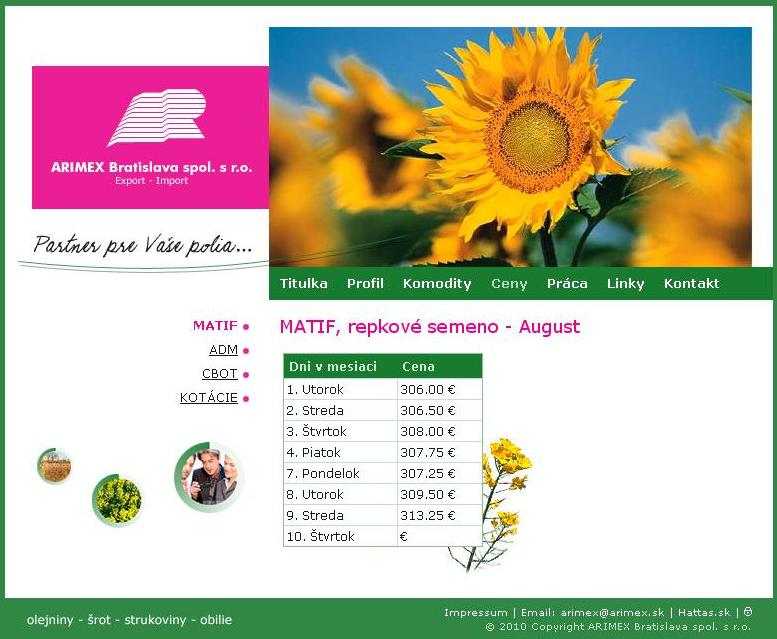 ARIMEX Bratislava spol. s r.o.
Export - Import
Partner pre Vaše polia...
Titulka Profil Komodity Ceny Práca Linky Kontakt
MATIF
ADM
CBOT
KOTÁCIE
MATIF, repkové semeno - August
Dni v mesiaci Cena
1. Utorok 306.00 €
2. Streda 306.50 €
3. Štvrtok 308.00 €
4. Piatok 307.75 €
7. Pondelok 307.25 €
8. Utorok 309.50 €
9. Streda 313.25 €
10. Štvrtok €
olejniny - šrot - strukoviny - obilie
Impressum | Email: arimex@arimex.sk | Hattas.sk |
© 2010 Copyright ARIMEX Bratislava spol. s r.o.